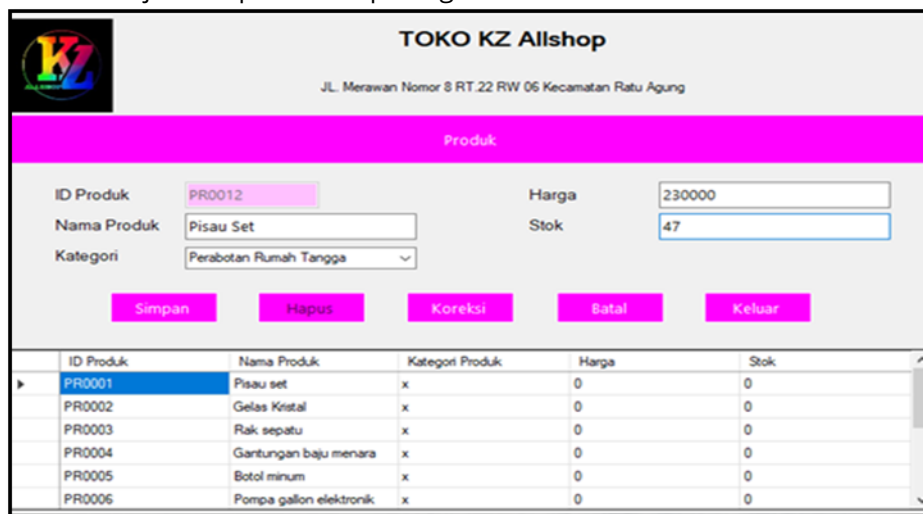 KZ
TOKO KZ Allshop
JL. Merawan Nomor 8 RT.22 RW 06 Kecamatan Ratu Agung
Produk
ID Produk PR0012 Harga 230000
Nama Produk Pisau Set Stok 47
Kategori Perabotan Rumah Tangga
Simpan Hapus Koreksi Batal Keluar
ID Produk Nama Produk Kategori Produk Harga Stok
PR0001 Pisau set x 0 0
PR0002 Gelas Kristal x 0 0
PR0003 Rak sepatu x 0 0
PR0004 Gantungan baju menara x 0 0
PR0005 Botol minum x 0 0
PR0006 Pompa gallon elektronik x 0 0